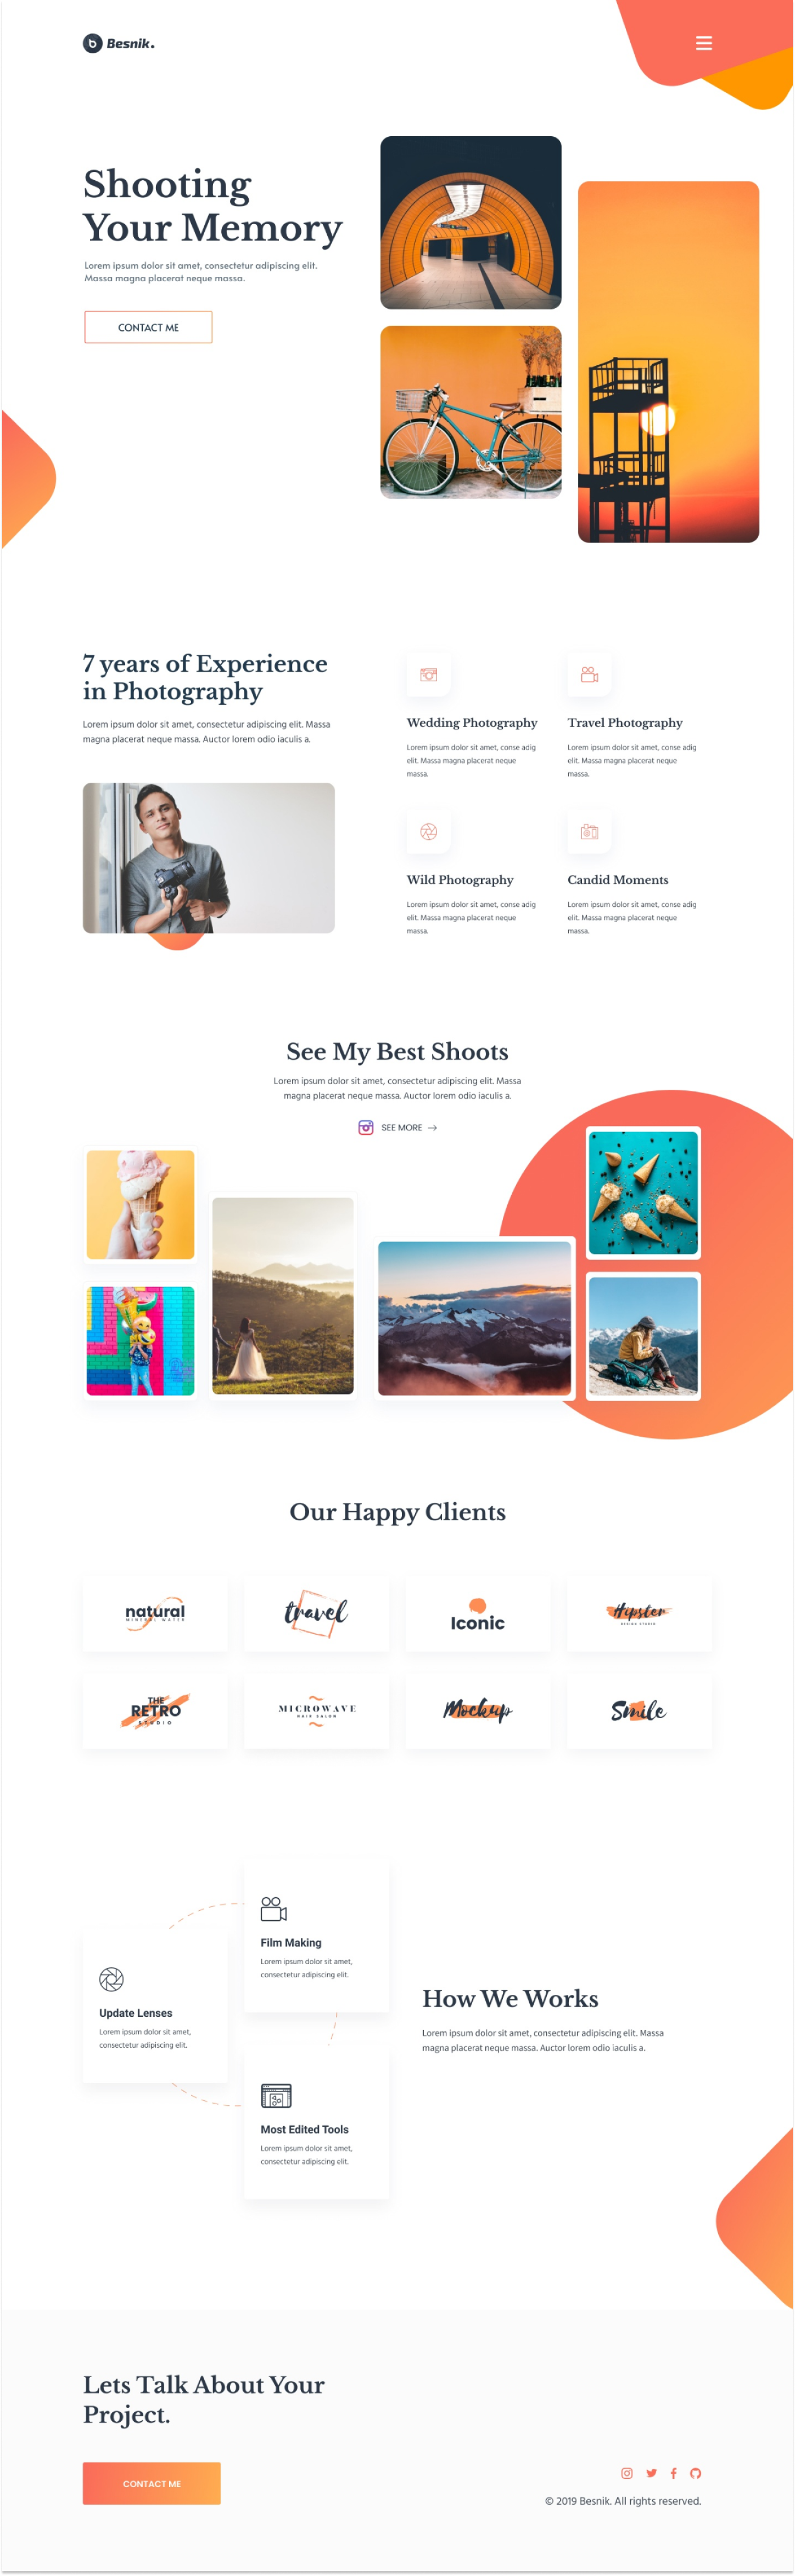 Besnik.
Shooting
Your Memory
Lorem ipsum dolor sit amet, consectetur adipiscing elit.
Massa magna placerat neque massa.
CONTACT ME
7 years of Experience
in Photography
Lorem ipsum dolor sit amet, consectetur adipiscing elit. Massa
magna placerat neque massa. Auctor lorem odio iaculis a.
Wedding Photography
Lorem ipsum dolor sit amet, conse adig
elit. Massa magna placerat neque
massa.
Travel Photography
Lorem ipsum dolor sit amet, conse adig
elit. Massa magna placerat neque
massa.
Wild Photography
Lorem ipsum dolor sit amet, conse adig
elit. Massa magna placerat neque
massa.
Candid Moments
Lorem ipsum dolor sit amet, conse adig
elit. Massa magna placerat neque
massa.
See My Best Shoots
Lorem ipsum dolor sit amet, consectetur adipiscing elit. Massa
magna placerat neque massa. Auctor lorem odio iaculis a.
SEE MORE
Our Happy Clients
natural
MINERAL WATER
travel
Iconic
Hipster
DESIGN STUDIO
THE
RETRO
STUDIO
MICROWAVE
HAIR SALON
Mockup
Smile
Film Making
Lorem ipsum dolor sit amet,
consectetur adipiscing elit.
Update Lenses
Lorem ipsum dolor sit amet,
consectetur adipiscing elit.
Most Edited Tools
Lorem ipsum dolor sit amet,
consectetur adipiscing elit.
How We Works
Lorem ipsum dolor sit amet, consectetur adipiscing elit. Massa
magna placerat neque massa. Auctor lorem odio iaculis a.
Lets Talk About Your
Project.
CONTACT ME
© 2019 Besnik. All rights reserved.